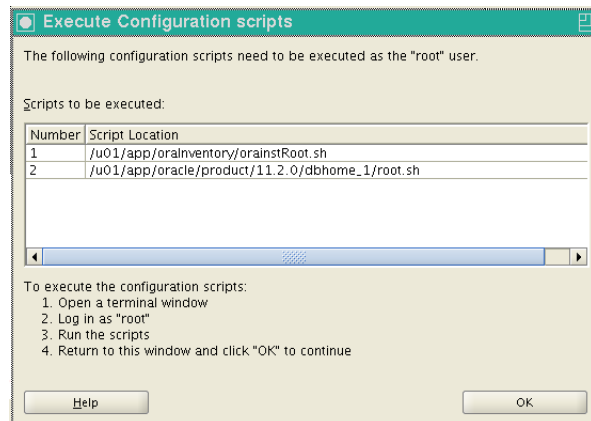 Execute Configuration scripts
The following configuration scripts need to be executed as the "root" user.
Scripts to be executed:
Number Script Location
1 /u01/app/oraInventory/orainstRoot.sh
2 /u01/app/oracle/product/11.2.0/dbhome_1/root.sh
To execute the configuration scripts:
1. Open a terminal window
2. Log in as "root"
3. Run the scripts
4. Return to this window and click "OK" to continue
Help OK